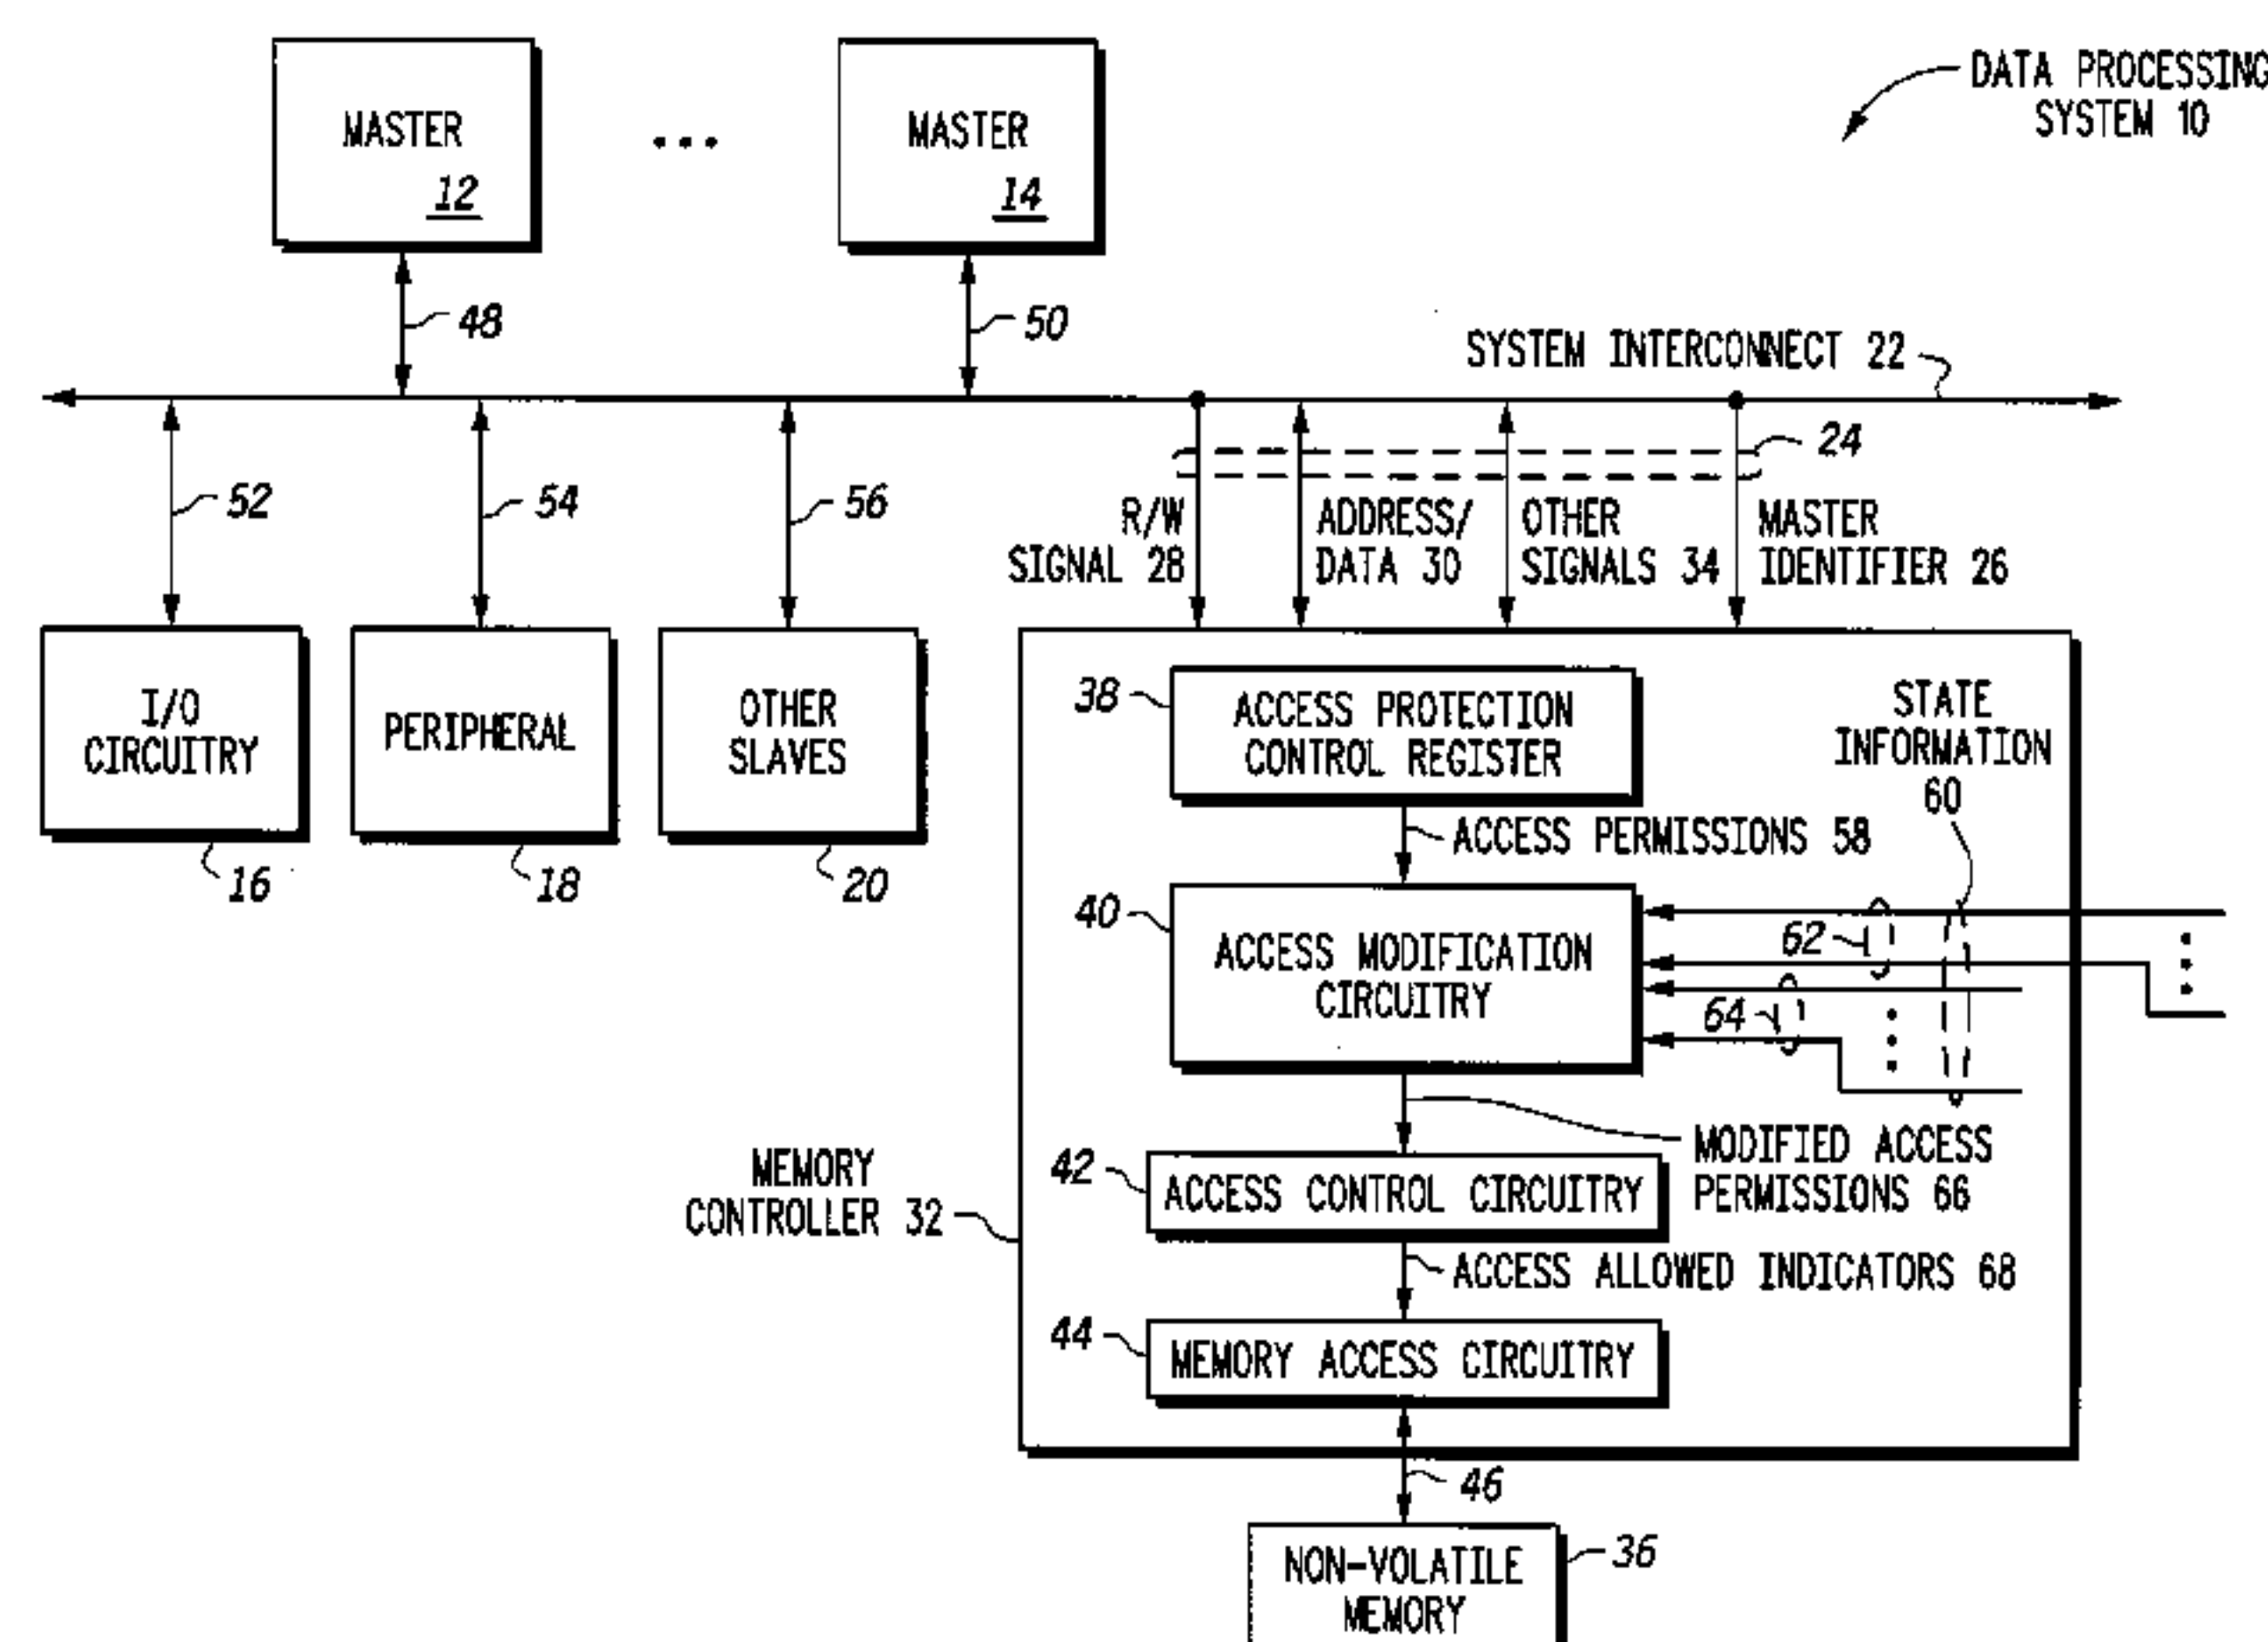 DATA PROCESSING
SYSTEM 10
MASTER
12
MASTER
14
48
50
SYSTEM INTERCONNECT 22
24
52
54
56
R/W
SIGNAL 28
ADDRESS/
DATA 30
OTHER
SIGNALS 34
MASTER
IDENTIFIER 26
I/O
CIRCUITRY
16
PERIPHERAL
18
OTHER
SLAVES
20
38
ACCESS PROTECTION
CONTROL REGISTER
STATE
INFORMATION
60
ACCESS PERMISSIONS 58
40
ACCESS MODIFICATION
CIRCUITRY
62
64
MODIFIED ACCESS
PERMISSIONS 66
MEMORY
CONTROLLER 32
42
ACCESS CONTROL CIRCUITRY
ACCESS ALLOWED INDICATORS 68
44
MEMORY ACCESS CIRCUITRY
46
NON-VOLATILE
MEMORY
36